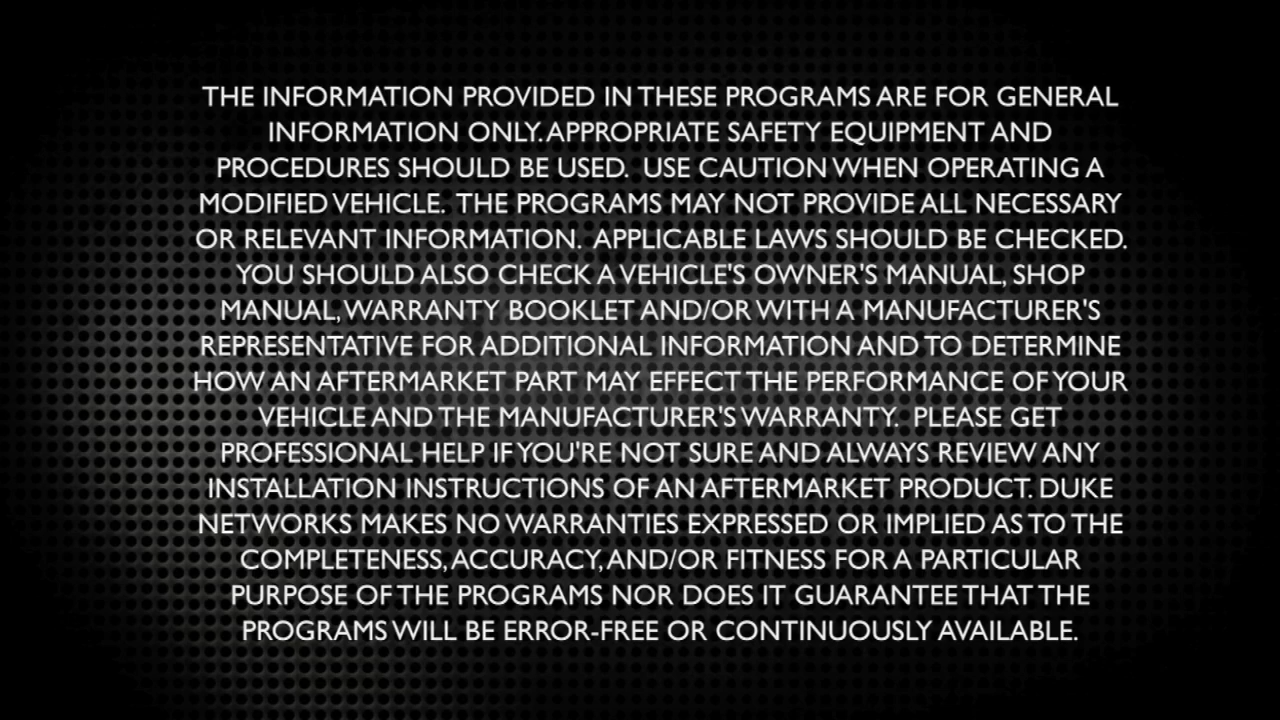 THE INFORMATION PROVIDED IN THESE PROGRAMS ARE FOR GENERAL
INFORMATION ONLY. APPROPRIATE SAFETY EQUIPMENT AND
PROCEDURES SHOULD BE USED.  USE CAUTION WHEN OPERATING A
MODIFIED VEHICLE.  THE PROGRAMS MAY NOT PROVIDE ALL NECESSARY
OR RELEVANT INFORMATION.  APPLICABLE LAWS SHOULD BE CHECKED.
YOU SHOULD ALSO CHECK A VEHICLE'S OWNER'S MANUAL, SHOP
MANUAL, WARRANTY BOOKLET AND/OR WITH A MANUFACTURER'S
REPRESENTATIVE FOR ADDITIONAL INFORMATION AND TO DETERMINE
HOW AN AFTERMARKET PART MAY EFFECT THE PERFORMANCE OF YOUR
VEHICLE AND THE MANUFACTURER'S WARRANTY.  PLEASE GET
PROFESSIONAL HELP IF YOU'RE NOT SURE AND ALWAYS REVIEW ANY
INSTALLATION INSTRUCTIONS OF AN AFTERMARKET PRODUCT. DUKE
NETWORKS MAKES NO WARRANTIES EXPRESSED OR IMPLIED AS TO THE
COMPLETENESS, ACCURACY, AND/OR FITNESS FOR A PARTICULAR
PURPOSE OF THE PROGRAMS NOR DOES IT GUARANTEE THAT THE
PROGRAMS WILL BE ERROR-FREE OR CONTINUOUSLY AVAILABLE.